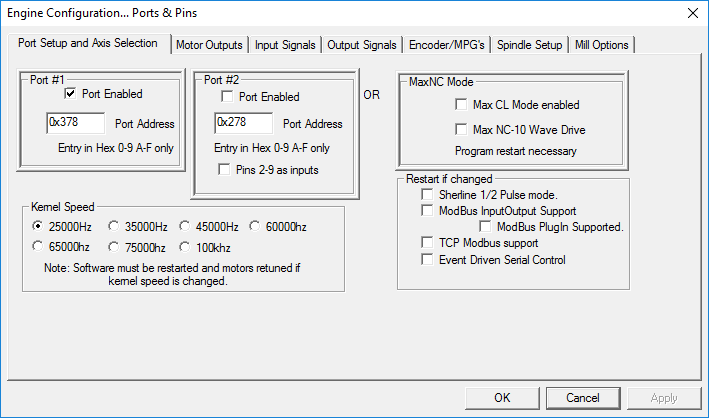 Engine Configuration... Ports & Pins
Port Setup and Axis Selection Motor Outputs Input Signals Output Signals Encoder/MPG's Spindle Setup Mill Options
Port #1
Port Enabled
0x378 Port Address
Entry in Hex 0-9 A-F only
Port #2
Port Enabled
0x278 Port Address
Entry in Hex 0-9 A-F only
Pins 2-9 as inputs
OR
MaxNC Mode
Max CL Mode enabled
Max NC-10 Wave Drive
Program restart necessary
Kernel Speed
25000Hz 35000Hz 45000Hz 60000hz
65000hz 75000hz 100khz
Note: Software must be restarted and motors retuned if
kernel speed is changed.
Restart if changed
Sherline 1/2 Pulse mode.
ModBus InputOutput Support
ModBus PlugIn Supported.
TCP Modbus support
Event Driven Serial Control
OK Cancel Apply